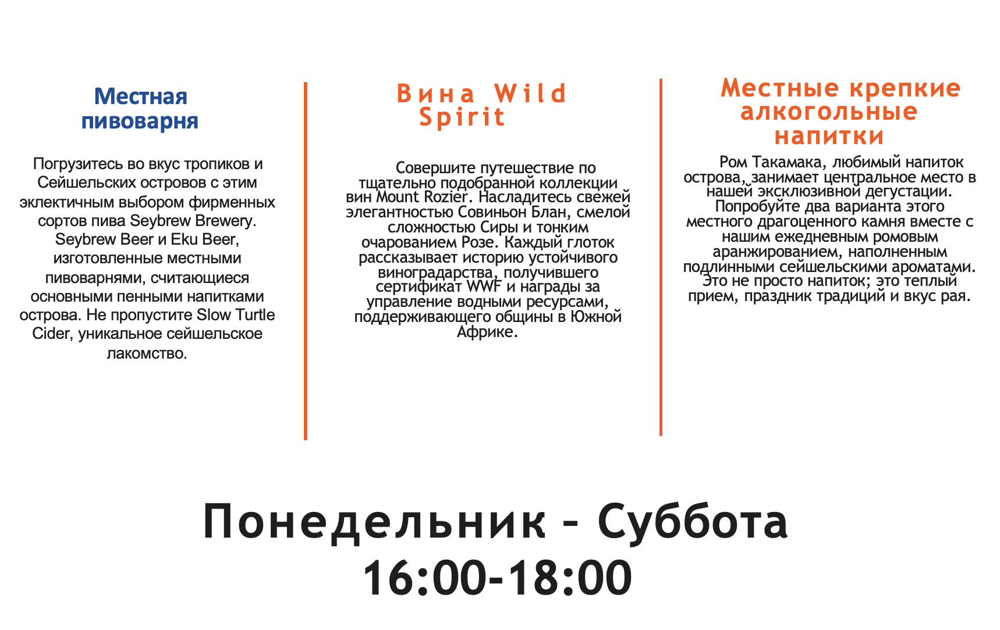 Местная
пивоварня
Погрузитесь во вкус тропиков и
Сейшельских островов с этим
эклектичным выбором фирменных
сортов пива Seybrew Brewery.
Seybrew Beer и Eku Beer,
изготовленные местными
пивоварнями, считающиеся
основными пенными напитками
острова. Не пропустите Slow Turtle
Cider, уникальное сейшельское
лакомство.
Вина Wild
Spirit
Совершите путешествие по
тщательно подобранной коллекции
вин Mount Rozier. Насладитесь свежей
элегантностью Совиньон Блан, смелой
сложностью Сиры и тонким
очарованием Розе. Каждый глоток
рассказывает историю устойчивого
виноградарства, получившего
сертификат WWF и награды за
управление водными ресурсами,
поддерживающего общины в Южной
Африке.
Местные крепкие
алкогольные
напитки
Ром Такамака, любимый напиток
острова, занимает центральное место в
нашей эксклюзивной дегустации.
Попробуйте два варианта этого
местного драгоценного камня вместе с
нашим ежедневным ромовым
аранжированием, наполненным
подлинными сейшельскими ароматами.
Это не просто напиток; это теплый
прием, праздник традиций и вкус рая.
Понедельник – Суббота
16:00-18:00